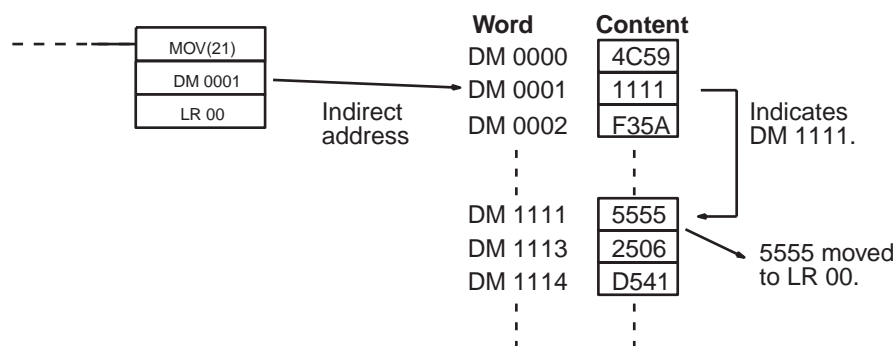 MOV(21)
DM 0001
LR 00
Indirect
address
Word Content
DM 0000 4C59
DM 0001 1111
DM 0002 F35A
Indicates
DM 1111.
DM 1111 5555
DM 1113 2506
DM 1114 D541
5555 moved
to LR 00.